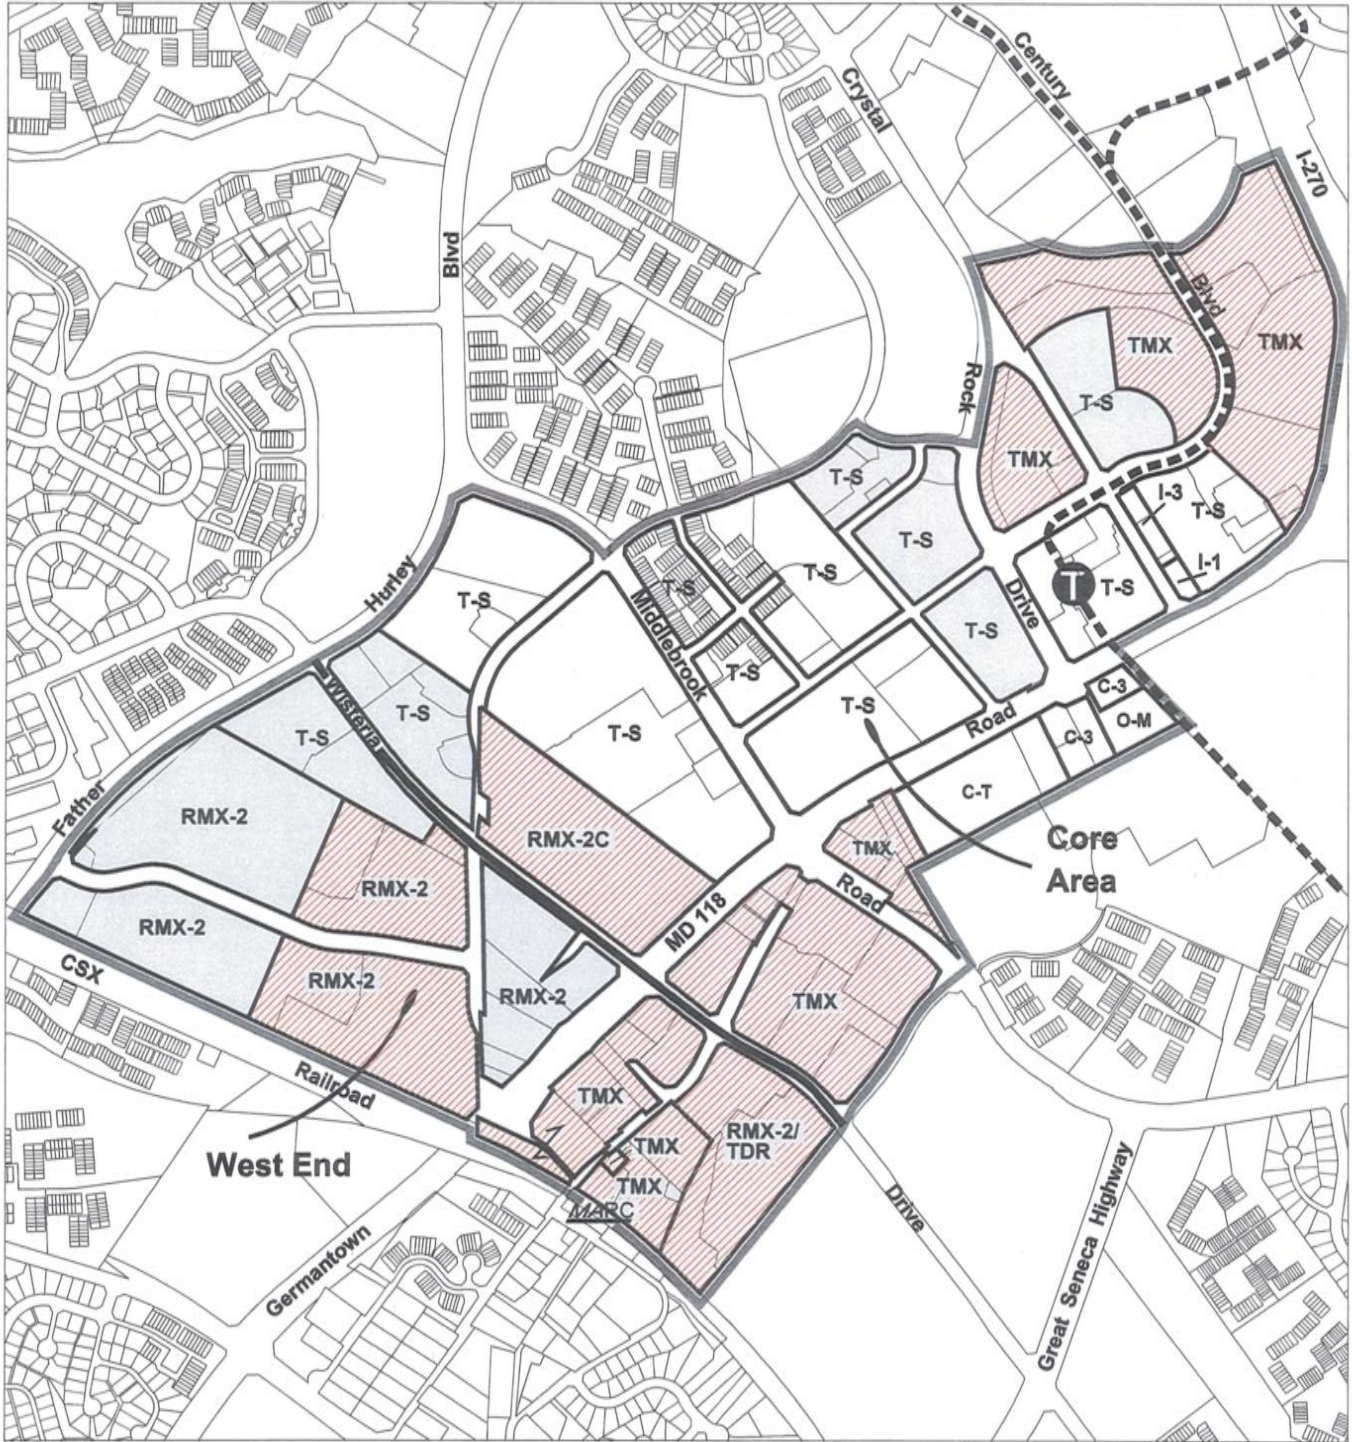 Century
Crystal
I-270
Blvd
Blvd
TMX
TMX
Rock
T-S
TMX
T-S
I-3
T-S
T-S
Hurley
T-S
T-S
T
T-S
I-1
T-S
T-S
Drive
Middlebrook
T-S
T-S
C-3
Wisteria
T-S
T-S
T-S
Road
O-M
T-S
C-3
C-T
Father
RMX-2
RMX-2C
TMX
Core
Area
RMX-2
Road
RMX-2
MD 118
CSX
RMX-2
RMX-2
TMX
Railroad
TMX
RMX-2/
TDR
TMX
West End
TMX
MARC
Drive
Great Seneca Highway
Germantown